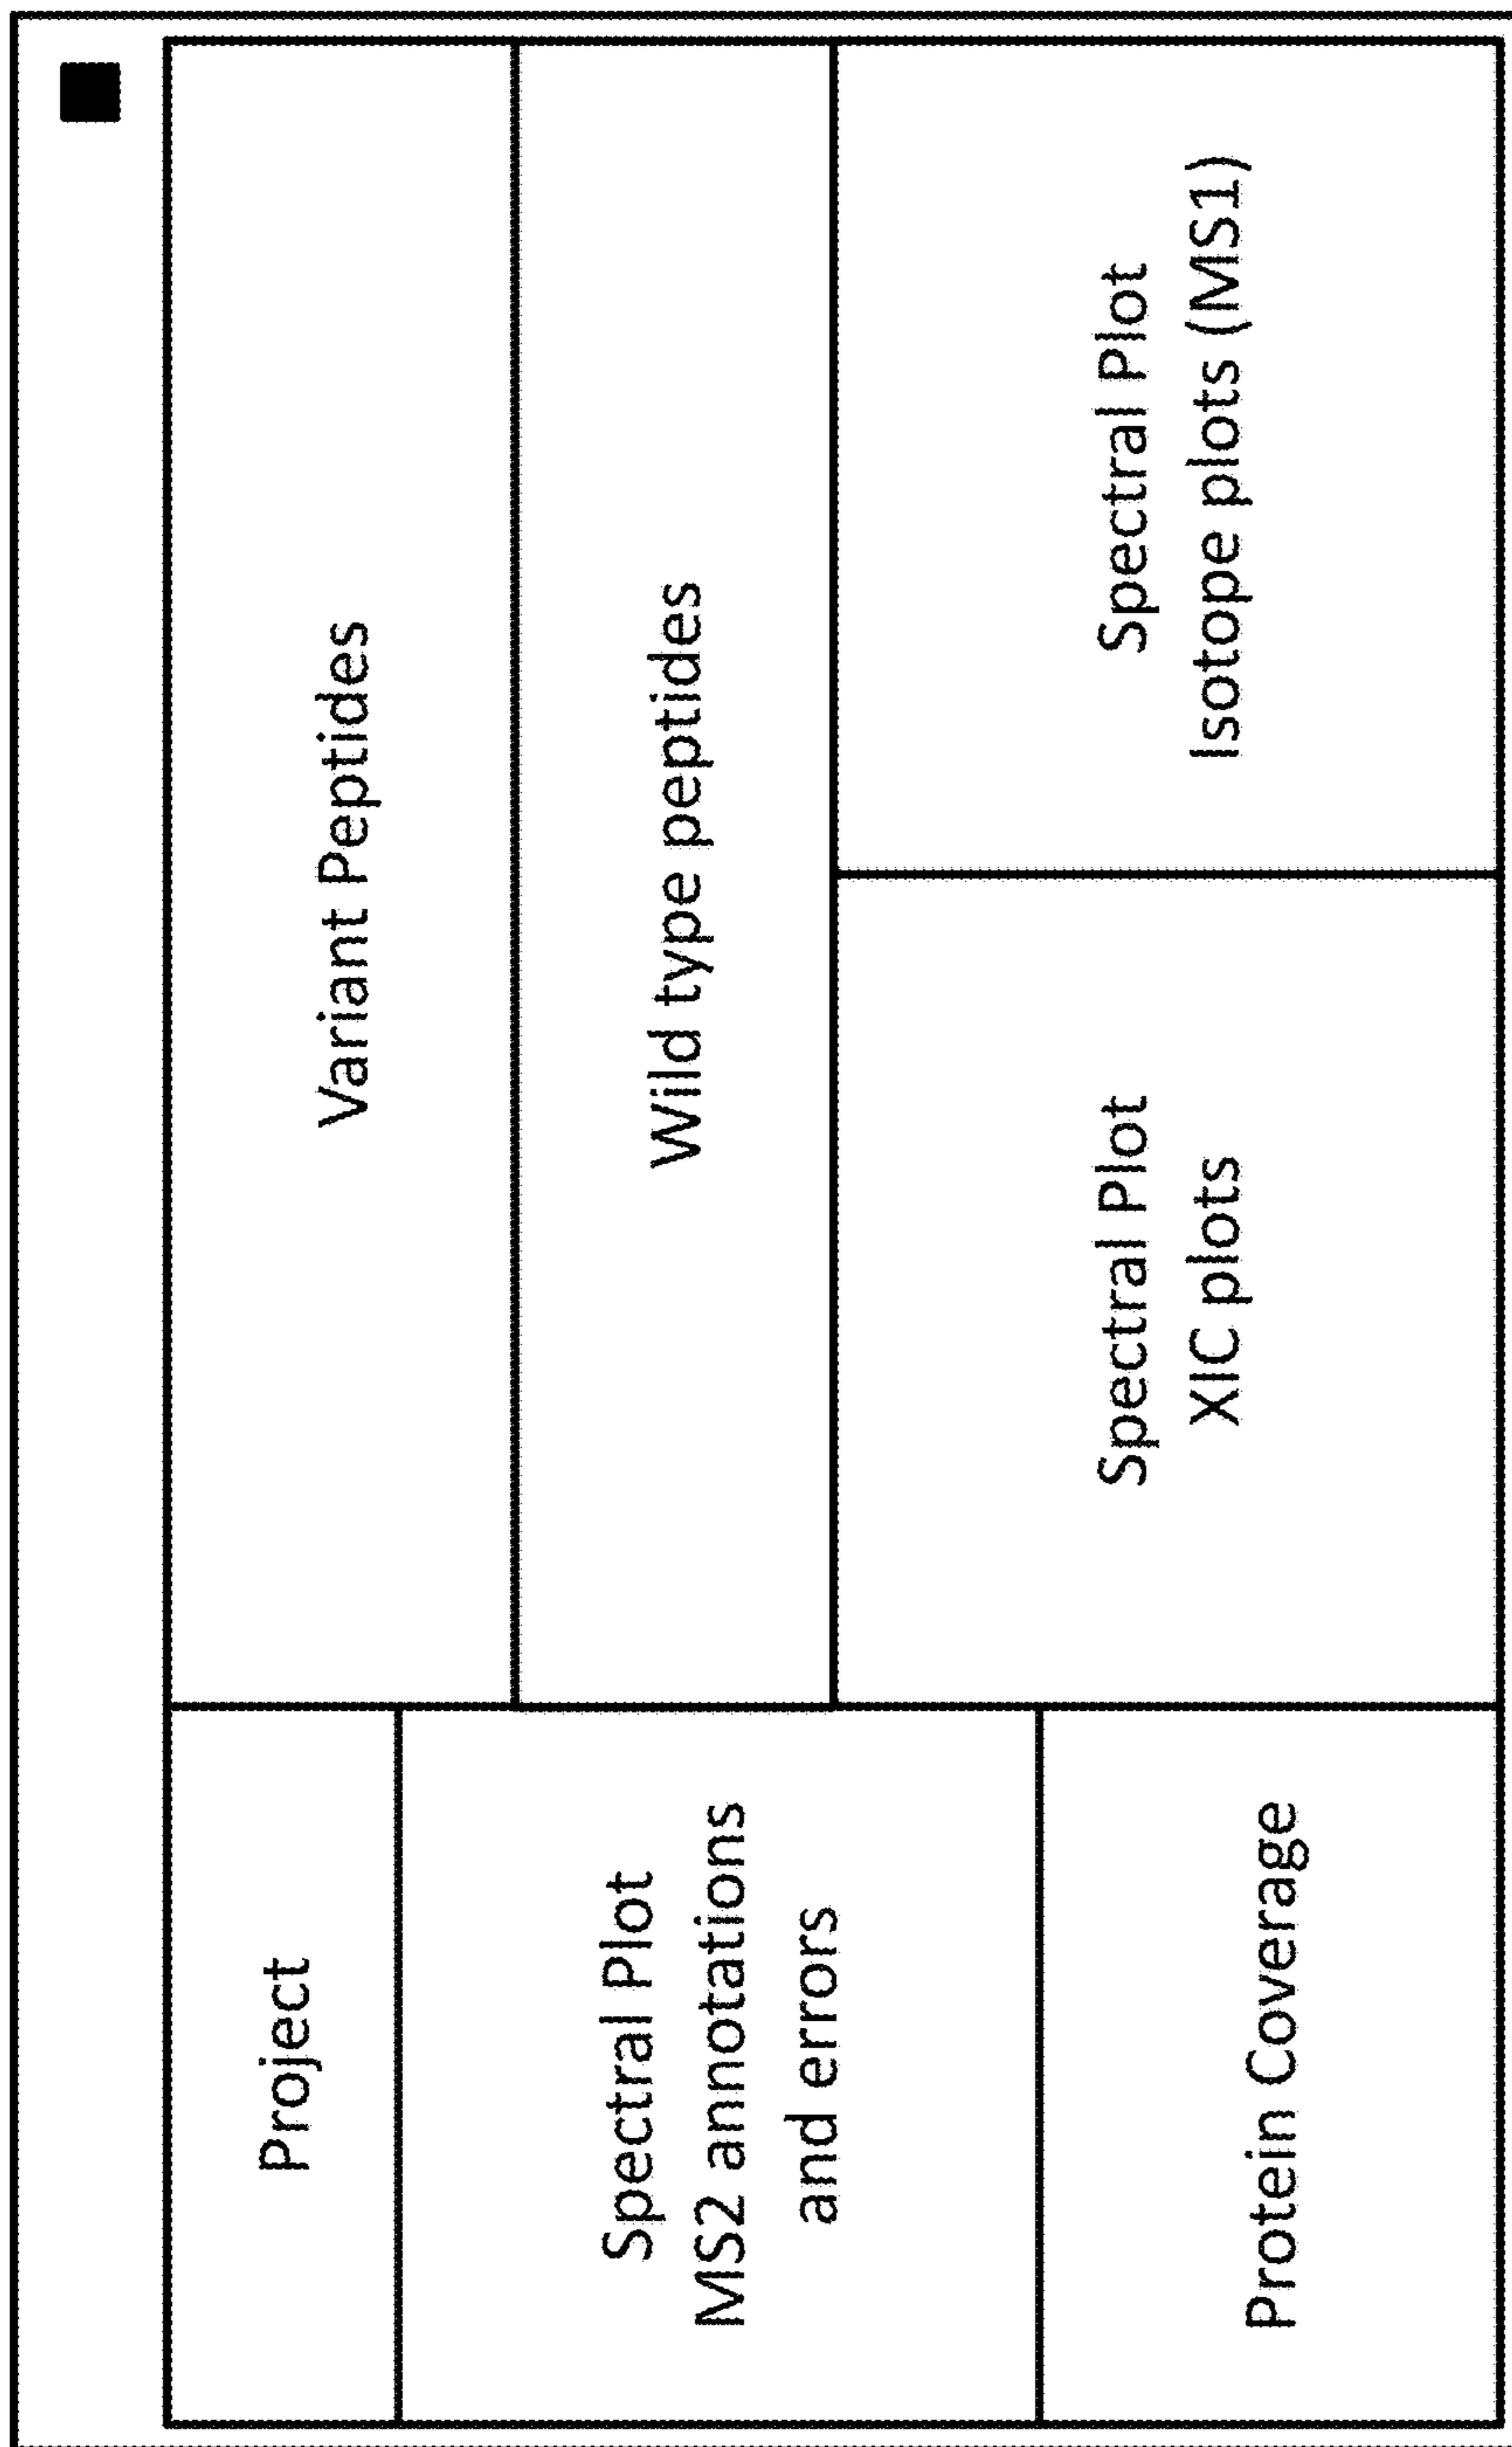 Project
Spectral Plot
MS2 annotations
and errors
Protein Coverage
Variant Peptides
Wild type peptides
Spectral Plot
XIC plots
Spectral Plot
Isotope plots (MS1)